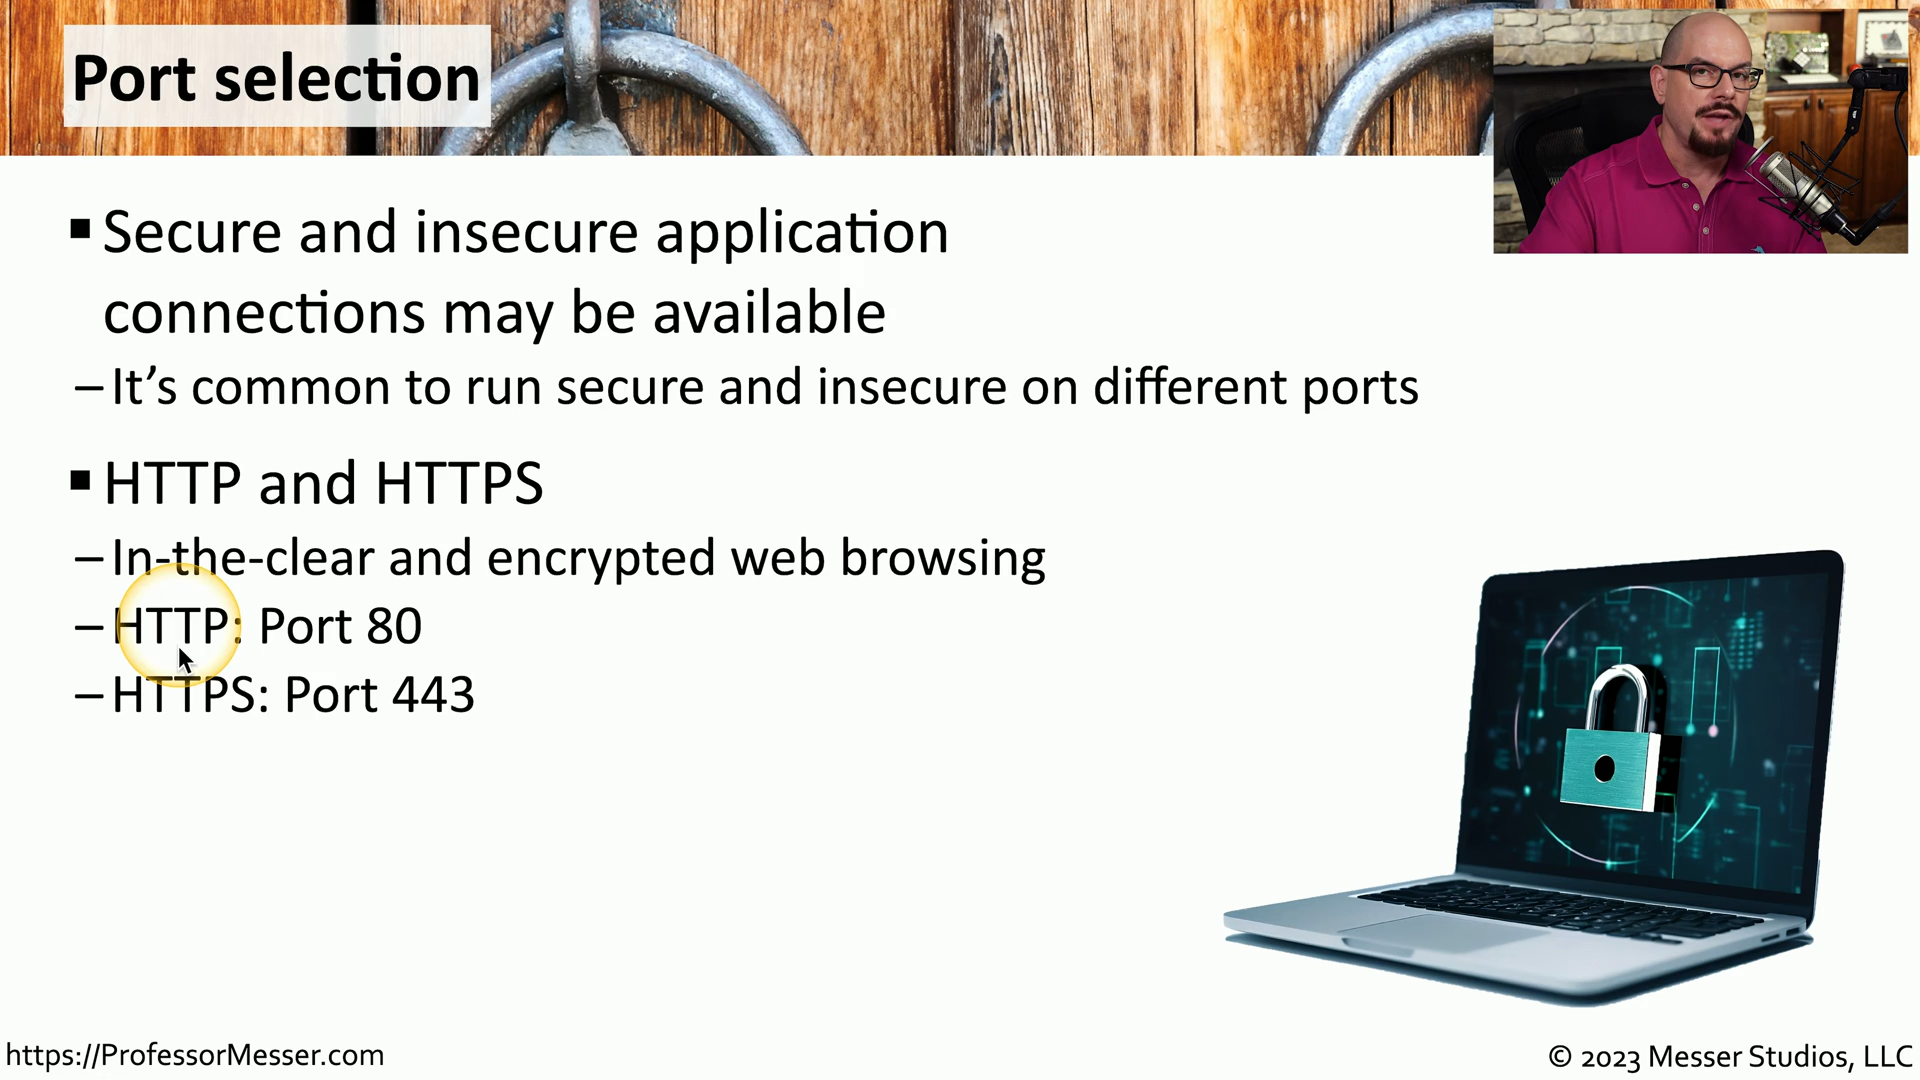 Port selection
▪ Secure and insecure application
connections may be available
– It’s common to run secure and insecure on different ports
▪ HTTP and HTTPS
– In-the-clear and encrypted web browsing
– HTTP: Port 80
– HTTPS: Port 443
https://ProfessorMesser.com
© 2023 Messer Studios, LLC